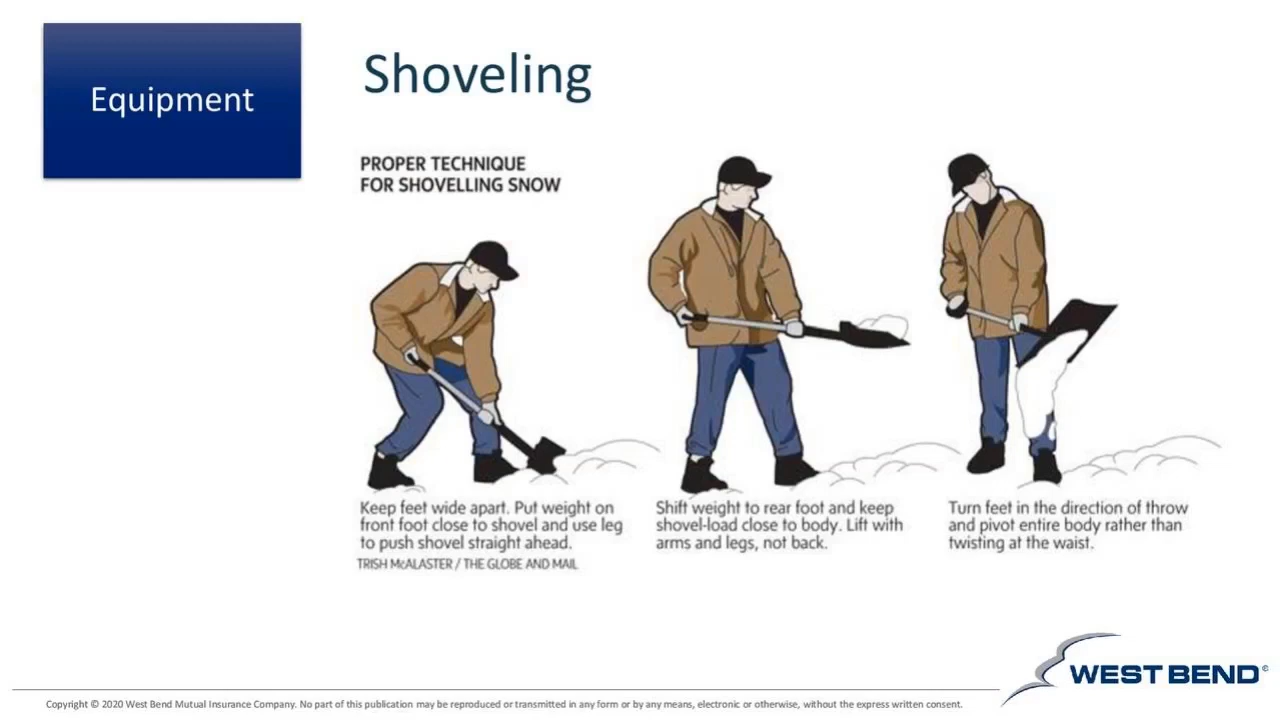 Equipment
Shoveling
PROPER TECHNIQUE
FOR SHOVELLING SNOW
Keep feet wide apart. Put weight on
front foot close to shovel and use leg
to push shovel straight ahead.
TRISH McALASTER / THE GLOBE AND MAIL
Shift weight to rear foot and keep
shovel-load close to body. Lift with
arms and legs, not back.
Turn feet in the direction of throw
and pivot entire body rather than
twisting at the waist.
WEST BEND®
Copyright © 2020 West Bend Mutual Insurance Company. No part of this publication may be reproduced or transmitted in any form or by any means, electronic or otherwise, without the express written consent.